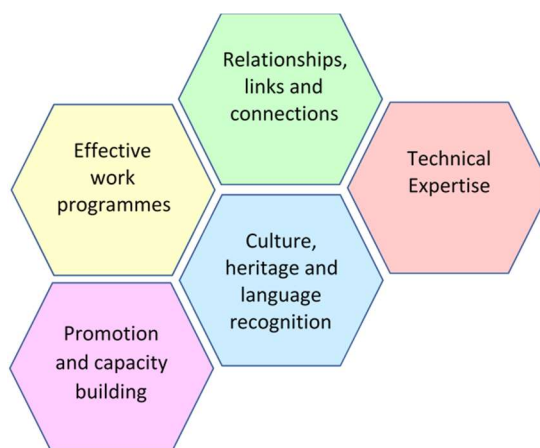 Relationships,
links and
connections
Effective
work
programmes
Technical
Expertise
Culture,
heritage and
language
recognition
Promotion
and capacity
building